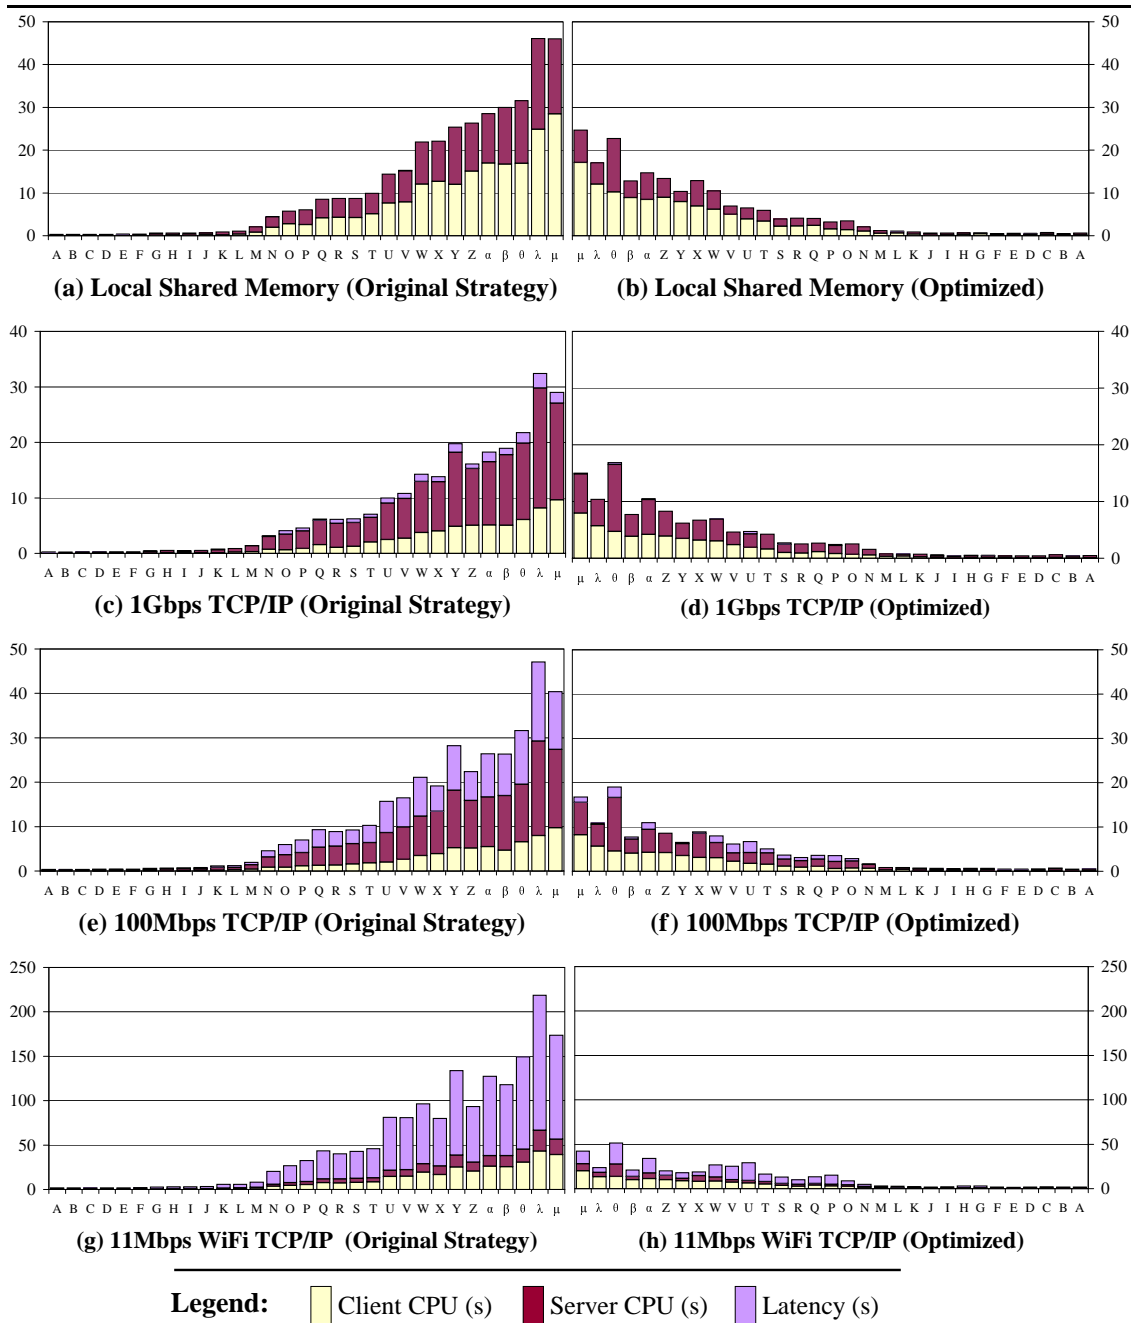 50 50
40 40
30 30
20 20
10 10
0 0
A B C D E F G H I J K L M N O P Q R S T U V W X Y Z α β θ λ μ μ λ θ β α Z Y X W V U T S R Q P O N M L K J I H G F E D C B A
(a) Local Shared Memory (Original Strategy) (b) Local Shared Memory (Optimized)
40 40
30 30
20 20
10 10
0 0
A B C D E F G H I J K L M N O P Q R S T U V W X Y Z α β θ λ μ μ λ θ β α Z Y X W V U T S R Q P O N M L K J I H G F E D C B A
(c) 1Gbps TCP/IP (Original Strategy) (d) 1Gbps TCP/IP (Optimized)
50 50
40 40
30 30
20 20
10 10
0 0
A B C D E F G H I J K L M N O P Q R S T U V W X Y Z α β θ λ μ μ λ θ β α Z Y X W V U T S R Q P O N M L K J I H G F E D C B A
(e) 100Mbps TCP/IP (Original Strategy) (f) 100Mbps TCP/IP (Optimized)
250 250
200 200
150 150
100 100
50 50
0 0
A B C D E F G H I J K L M N O P Q R S T U V W X Y Z α β θ λ μ μ λ θ β α Z Y X W V U T S R Q P O N M L K J I H G F E D C B A
(g) 11Mbps WiFi TCP/IP (Original Strategy) (h) 11Mbps WiFi TCP/IP (Optimized)
Legend: Client CPU (s) Server CPU (s) Latency (s)